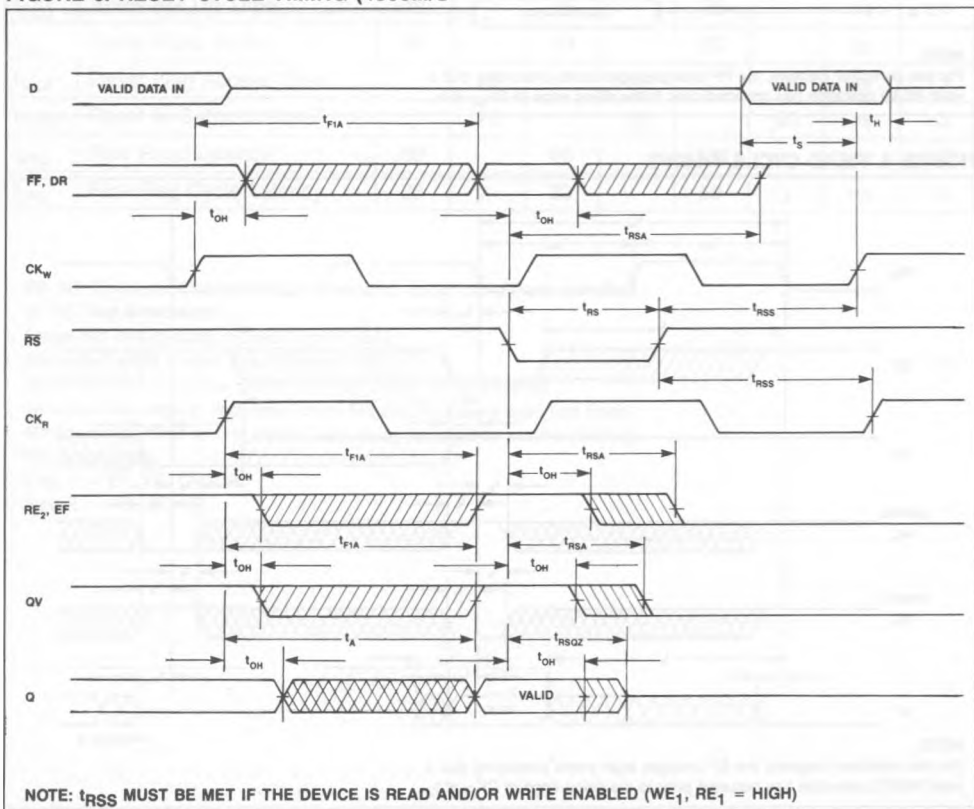 D VALID DATA IN VALID DATA IN
tH
tF1A
tS
FF, DR
tOH tOH
tRSA
CKW
tRS tRSS
RS
tRSS
CKR
tF1A tRSA
tOH tOH
RE2, EF
tF1A tRSA
tOH tOH
QV
tA tRSQZ
tOH tOH
Q VALID
NOTE: tRSS MUST BE MET IF THE DEVICE IS READ AND/OR WRITE ENABLED (WE1, RE1 = HIGH)